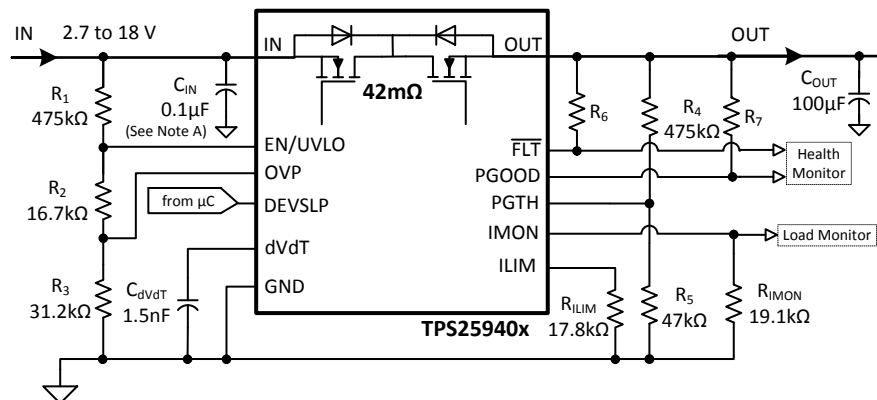 IN 2.7 to 18 V
IN
OUT
OUT
42mΩ
CIN
0.1µF
(See Note A)
COUT
100µF
R1
475kΩ
R2
16.7kΩ
R3
31.2kΩ
R6
R4
475kΩ
R7
EN/UVLO
OVP
DEVSLP
dVdT
GND
from µC
FLT
PGOOD
PGTH
IMON
ILIM
Health
Monitor
Load Monitor
CdVdT
1.5nF
RILIM
17.8kΩ
R5
47kΩ
RIMON
19.1kΩ
TPS25940x